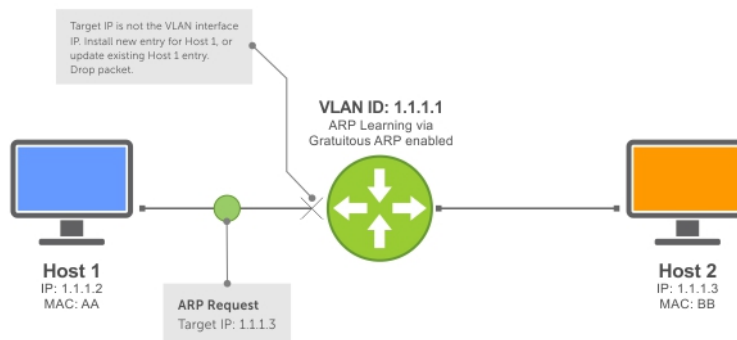 Target IP is not the VLAN interface
IP. Install new entry for Host 1, or
update existing Host 1 entry.
Drop packet.
VLAN ID: 1.1.1.1
ARP Learning via
Gratuitous ARP enabled
Host 1
IP: 1.1.1.2
MAC: AA
ARP Request
Target IP: 1.1.1.3
Host 2
IP: 1.1.1.3
MAC: BB